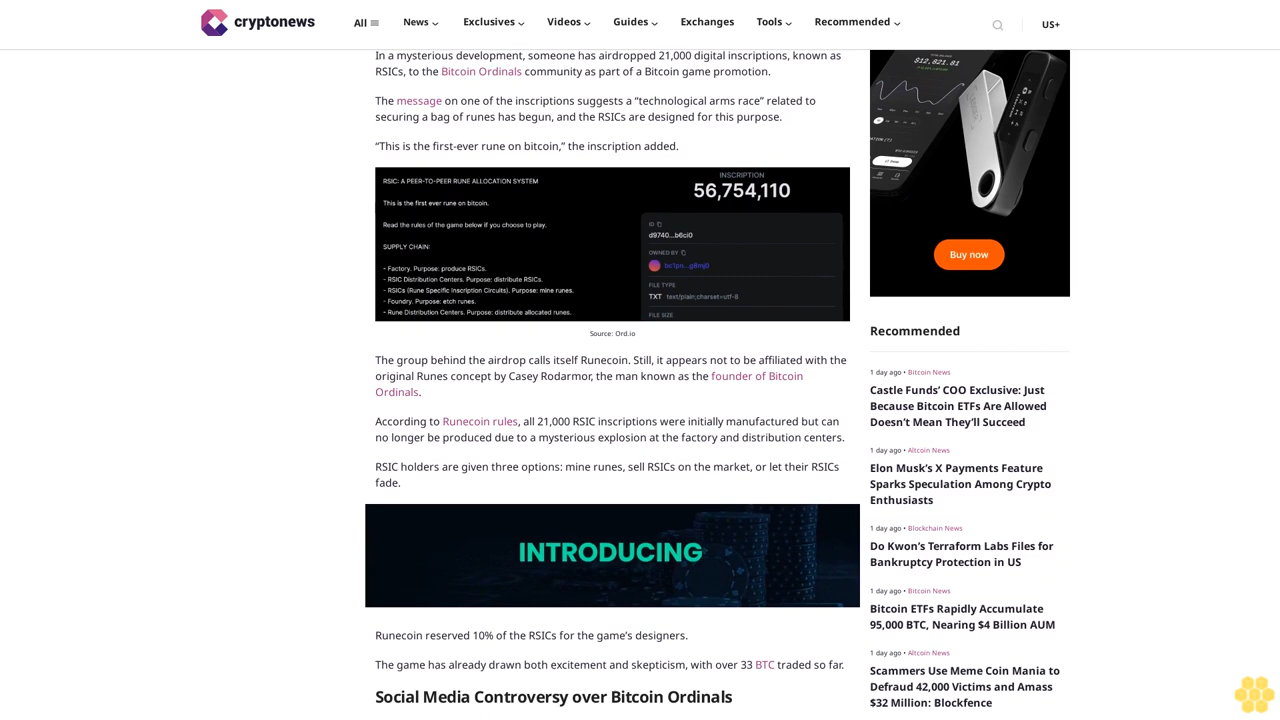 cryptonews
All
News
Exclusives
Videos
Guides
Exchanges
Tools
Recommended
US+
In a mysterious development, someone has airdropped 21,000 digital inscriptions, known as
RSICs, to the Bitcoin Ordinals community as part of a Bitcoin game promotion.
The message on one of the inscriptions suggests a “technological arms race” related to
securing a bag of runes has begun, and the RSICs are designed for this purpose.
“This is the first-ever rune on bitcoin,” the inscription added.
RSIC: A PEER-TO-PEER RUNE ALLOCATION SYSTEM
This is the first ever rune on bitcoin.
Read the rules of the game below if you choose to play.
SUPPLY CHAIN:
- Factory. Purpose: produce RSICs.
- RSIC Distribution Centers. Purpose: distribute RSICs.
- RSICs (Rune Specific Inscription Circuits). Purpose: mine runes.
- Foundry. Purpose: etch runes.
- Rune Distribution Centers. Purpose: distribute allocated runes.
INSCRIPTION
56,754,110
ID
d9740...b6ci0
OWNED BY
bc1pn...g8mj0
FILE TYPE
TXT text/plain;charset=utf-8
FILE SIZE
Source: Ord.io
The group behind the airdrop calls itself Runecoin. Still, it appears not to be affiliated with the
original Runes concept by Casey Rodarmor, the man known as the founder of Bitcoin
Ordinals.
According to Runecoin rules, all 21,000 RSIC inscriptions were initially manufactured but can
no longer be produced due to a mysterious explosion at the factory and distribution centers.
RSIC holders are given three options: mine runes, sell RSICs on the market, or let their RSICs
fade.
INTRODUCING
Runecoin reserved 10% of the RSICs for the game’s designers.
The game has already drawn both excitement and skepticism, with over 33 BTC traded so far.
Social Media Controversy over Bitcoin Ordinals
$12,821.81
Buy now
Recommended
1 day ago • Bitcoin News
Castle Funds’ COO Exclusive: Just
Because Bitcoin ETFs Are Allowed
Doesn’t Mean They’ll Succeed
1 day ago • Altcoin News
Elon Musk’s X Payments Feature
Sparks Speculation Among Crypto
Enthusiasts
1 day ago • Blockchain News
Do Kwon’s Terraform Labs Files for
Bankruptcy Protection in US
1 day ago • Bitcoin News
Bitcoin ETFs Rapidly Accumulate
95,000 BTC, Nearing $4 Billion AUM
1 day ago • Altcoin News
Scammers Use Meme Coin Mania to
Defraud 42,000 Victims and Amass
$32 Million: Blockfence